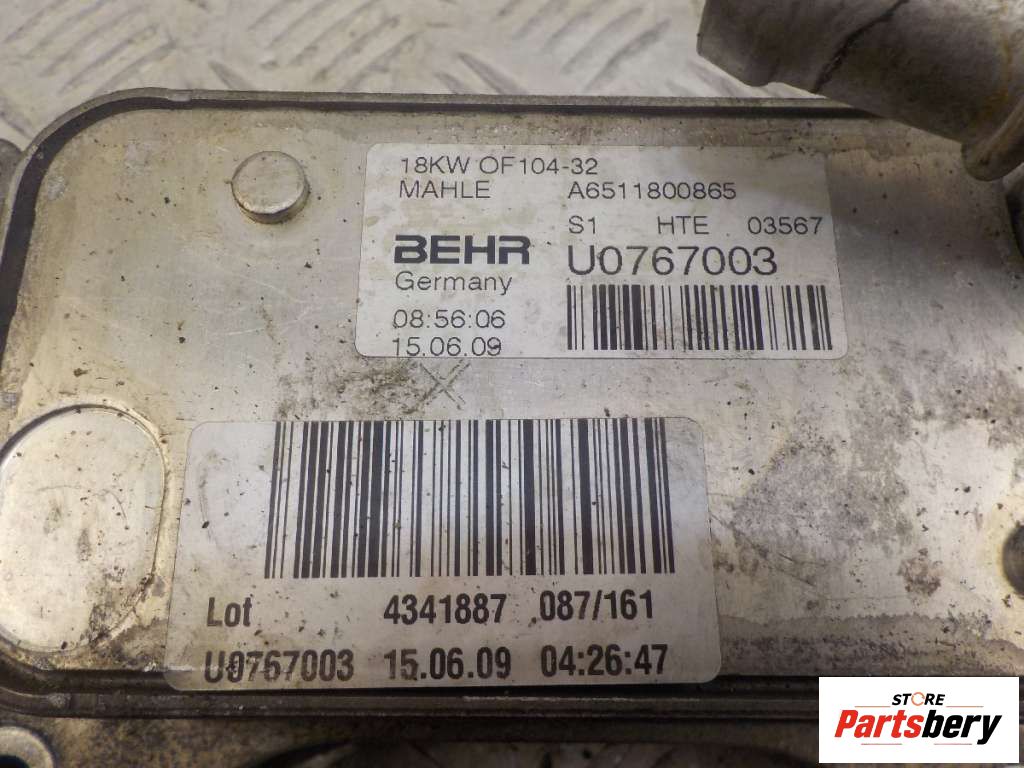 18KW OF104-32
MAHLE A6511800865
S1 HTE 03567
BEHR U0767003
Germany
08:56:06
15.06.09
Lot 4341887 087/161
U0767003 15.06.09 04:26:47
STORE
Partsbery